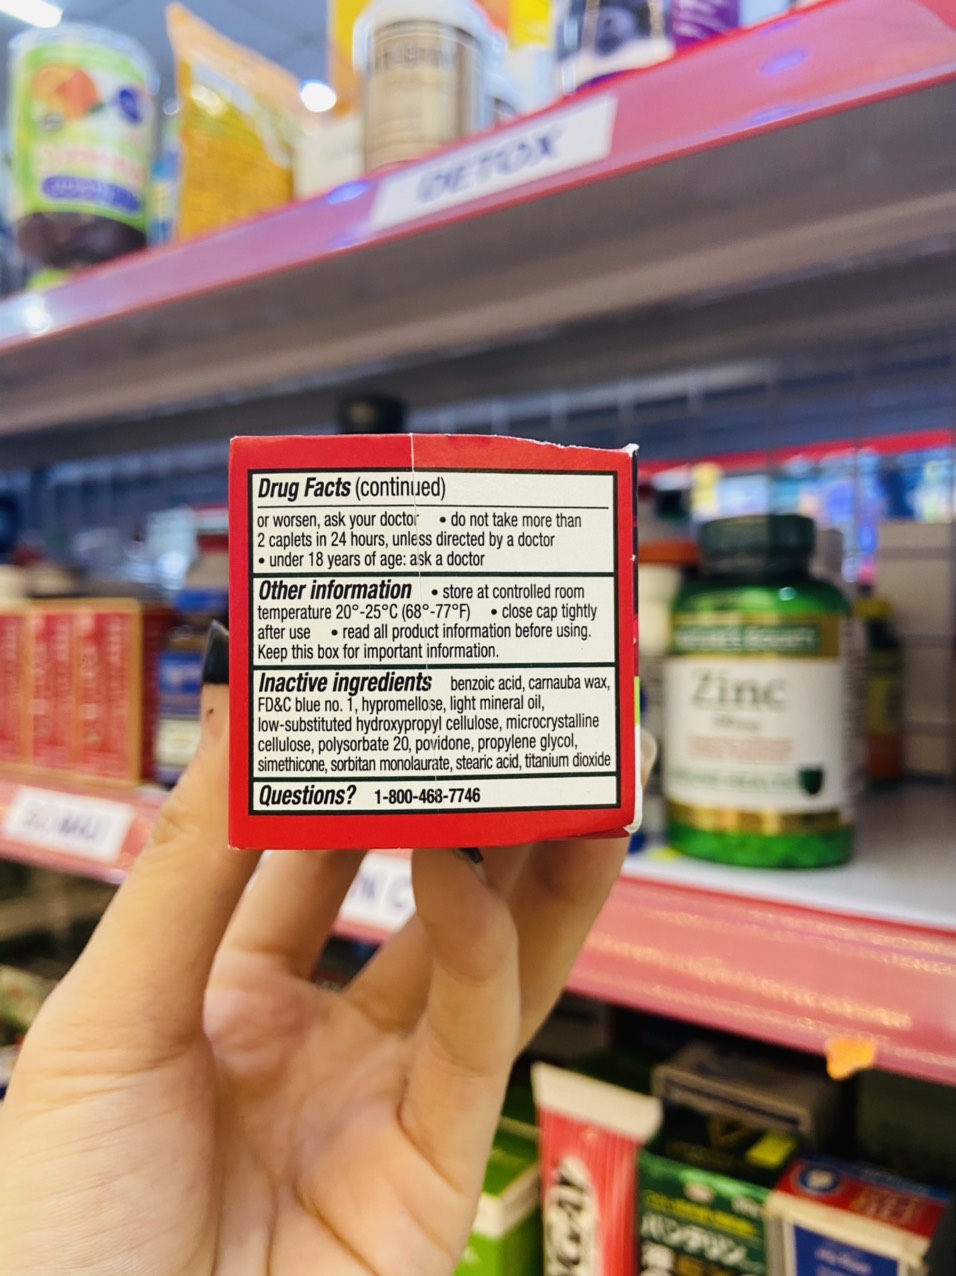 DETOX
Drug Facts (continued)
or worsen, ask your doctor • do not take more than
2 caplets in 24 hours, unless directed by a doctor
• under 18 years of age: ask a doctor
Other information • store at controlled room
temperature 20°-25°C (68°-77°F) • close cap tightly
after use • read all product information before using.
Keep this box for important information.
Inactive ingredients benzoic acid, carnauba wax,
FD&C blue no. 1, hypromellose, light mineral oil,
low-substituted hydroxypropyl cellulose, microcrystalline
cellulose, polysorbate 20, povidone, propylene glycol,
simethicone, sorbitan monolaurate, stearic acid, titanium dioxide
Questions? 1-800-468-7746
Zinc